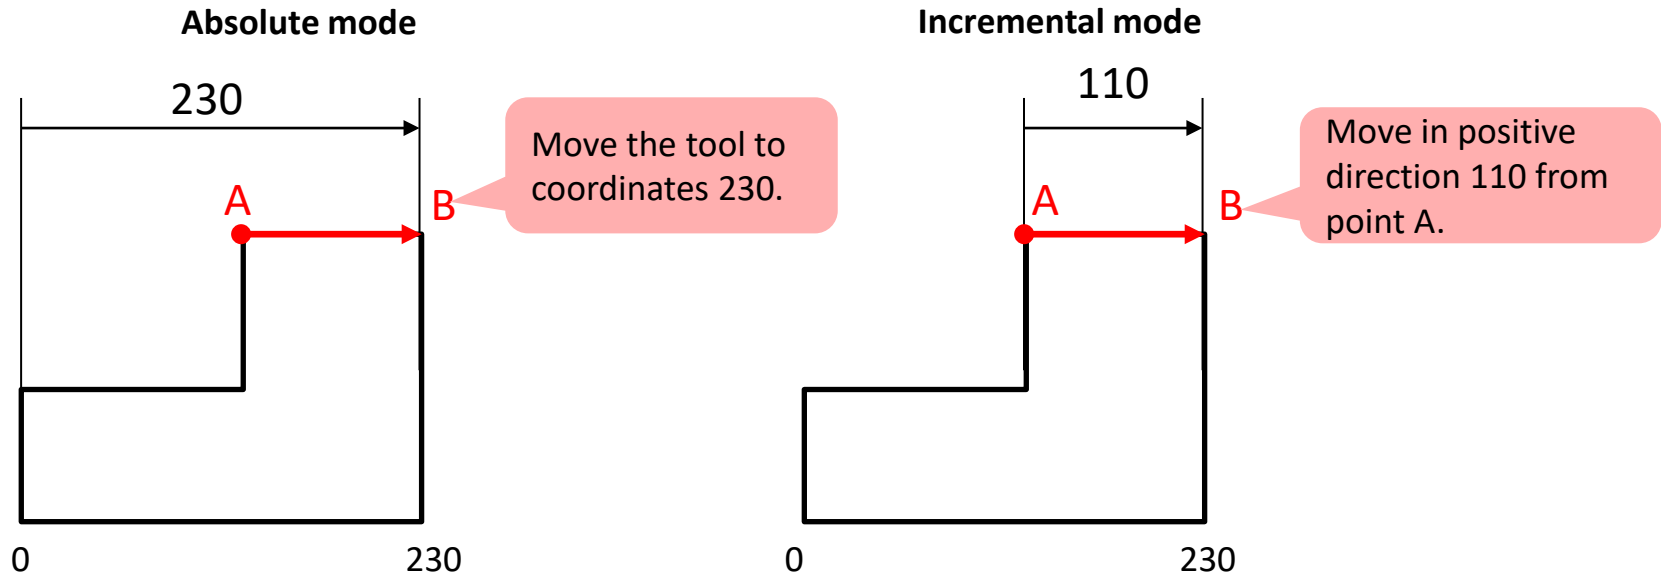 Absolute mode
230
Move the tool to
coordinates 230.
A
B
0
230
Incremental mode
110
Move in positive
direction 110 from
point A.
A
B
0
230